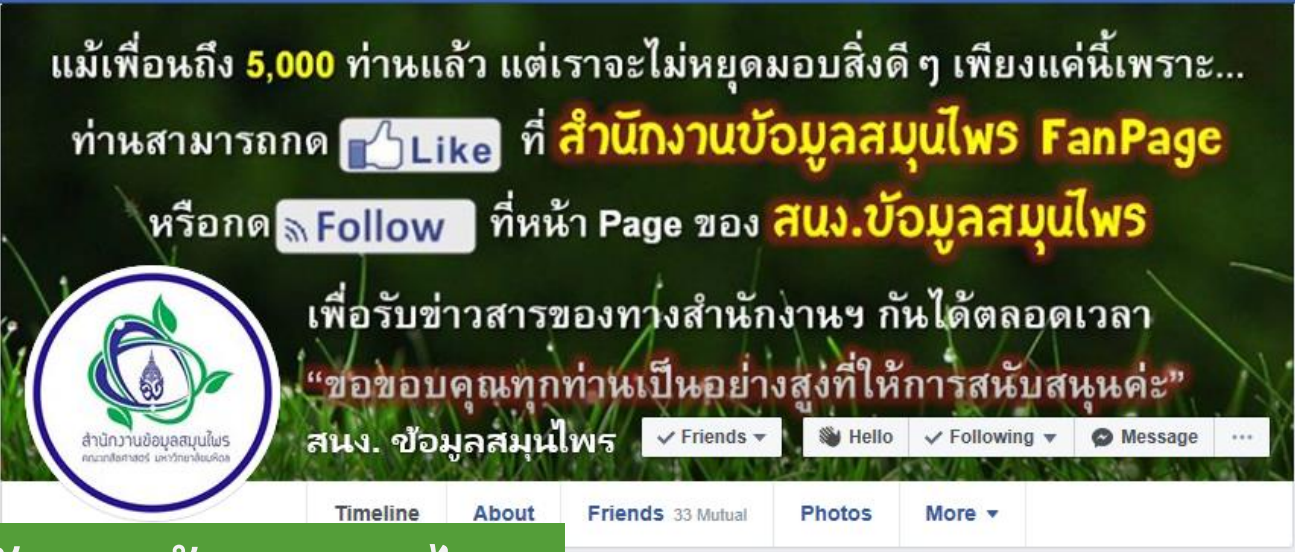 แม้เพื่อนถึง 5,000 ท่านแล้ว แต่เราจะไม่หยุดมอบสิ่งดี ๆ เพียงแค่นี้เพราะ...
ท่านสามารถกด Like ที่ สำนักงานข้อมูลสมุนไพร FanPage
หรือกด Follow ที่หน้า Page ของ สนง.ข้อมูลสมุนไพร
เพื่อรับข่าวสารของทางสำนักงานฯ กันได้ตลอดเวลา
“ขอขอบคุณทุกท่านเป็นอย่างสูงที่ให้การสนับสนุนค่ะ”
สำนักงานข้อมูลสมุนไพร
คณะเภสัชศาสตร์ มหาวิทยาลัยมหิดล
สนง. ข้อมูลสมุนไพร Friends Hello Following Message
Timeline About Friends 33 Mutual Photos More